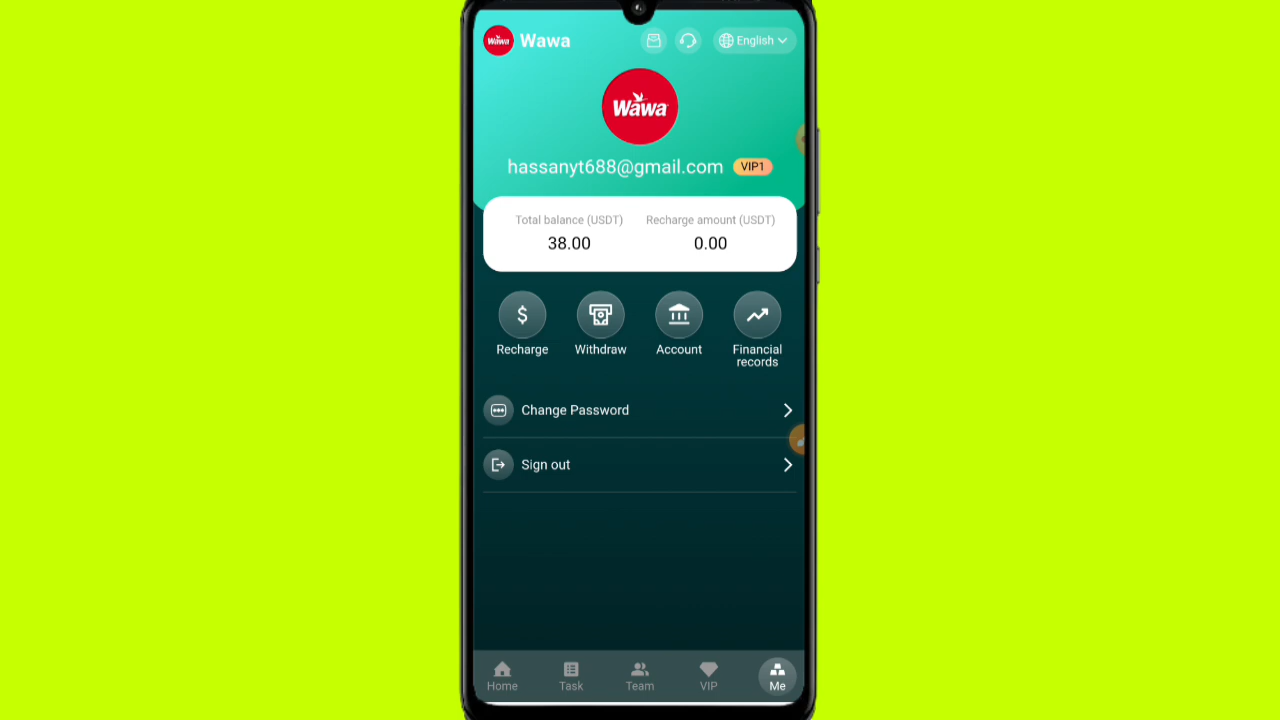 Wawa Wawa English
Wawa
hassanyt688@gmail.com VIP1
Total balance (USDT) Recharge amount (USDT)
38.00 0.00
$
Recharge Withdraw Account Financial records
Change Password
Sign out
Home Task Team VIP Me